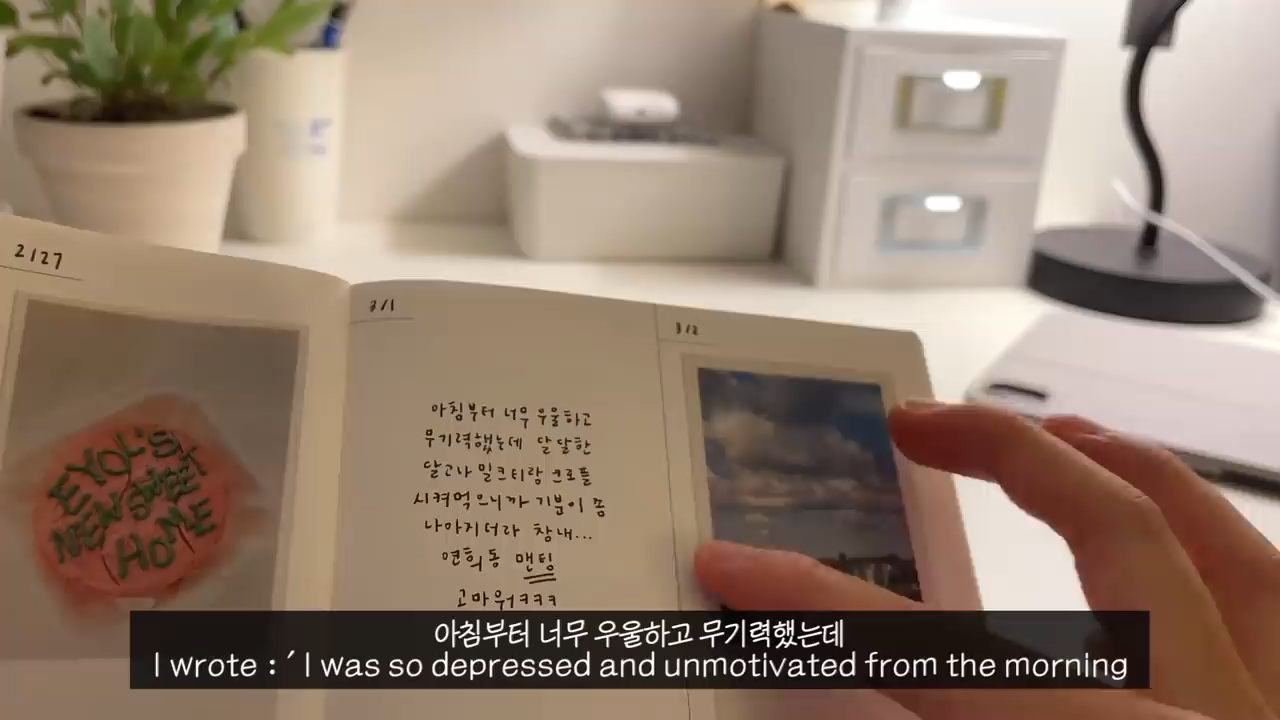 2/27
EYOL'S
NEW SWEET
HOME
3/1
아침부터 너무 우울하고
무기력했는데 달달한
달고나 밀크티랑 크로플
시켜먹으니까 기분이 좀
나아지더라 참내...
연희동 맨팅
고마워ㅋㅋㅋ
3/2
아침부터 너무 우울하고 무기력했는데
I wrote :´ I was so depressed and unmotivated from the morning